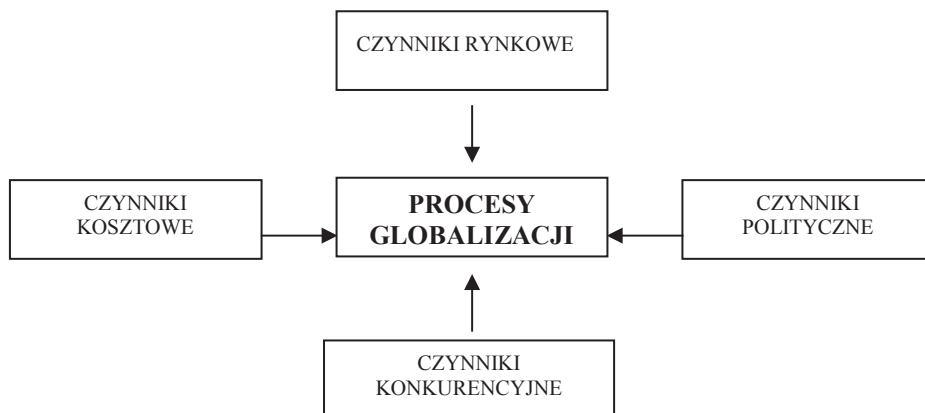 CZYNNIKI RYNKOWE
CZYNNIKI
KOSZTOWE
PROCESY
GLOBALIZACJI
CZYNNIKI
POLITYCZNE
CZYNNIKI
KONKURENCYJNE